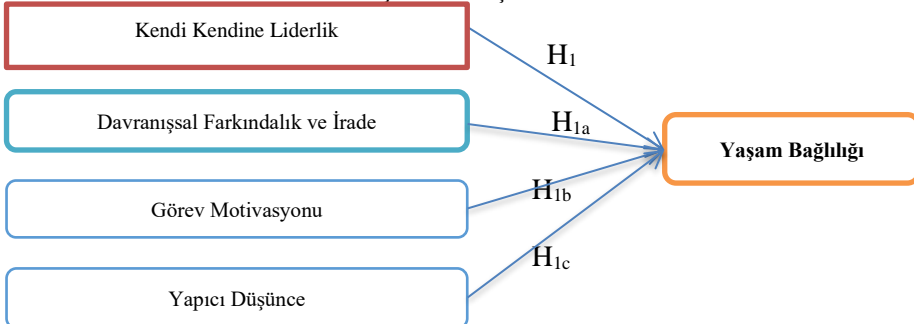 Kendi Kendine Liderlik
H1
Davranışsal Farkındalık ve İrade
H1a
Yaşam Bağlılığı
Görev Motivasyonu
H1b
H1c
Yapıcı Düşünce